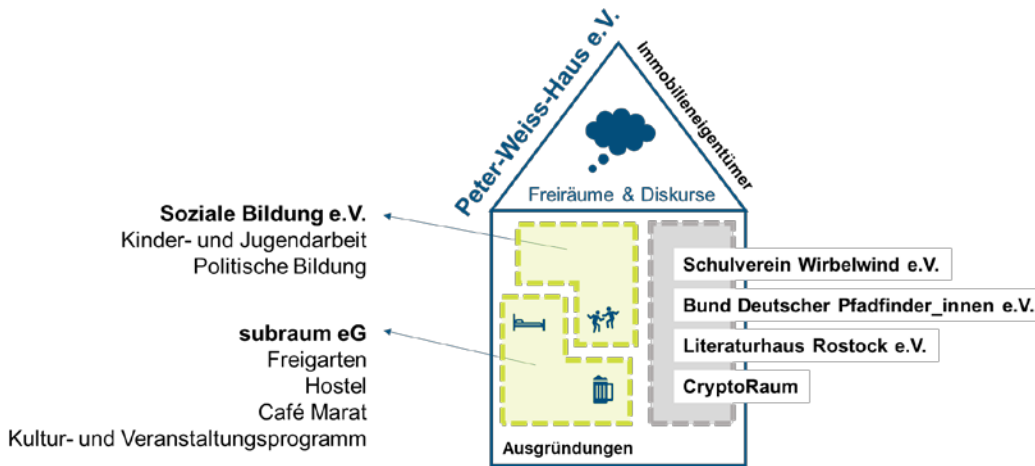 Peter-Weiss-Haus e.V.
Immobilieneigentümer
Freiräume & Diskurse
Soziale Bildung e.V.
Kinder- und Jugendarbeit
Politische Bildung
subraum eG
Freigarten
Hostel
Café Marat
Kultur- und Veranstaltungsprogramm
Schulverein Wirbelwind e.V.
Bund Deutscher Pfadfinder_innen e.V.
Literaturhaus Rostock e.V.
CryptoRaum
Ausgründungen